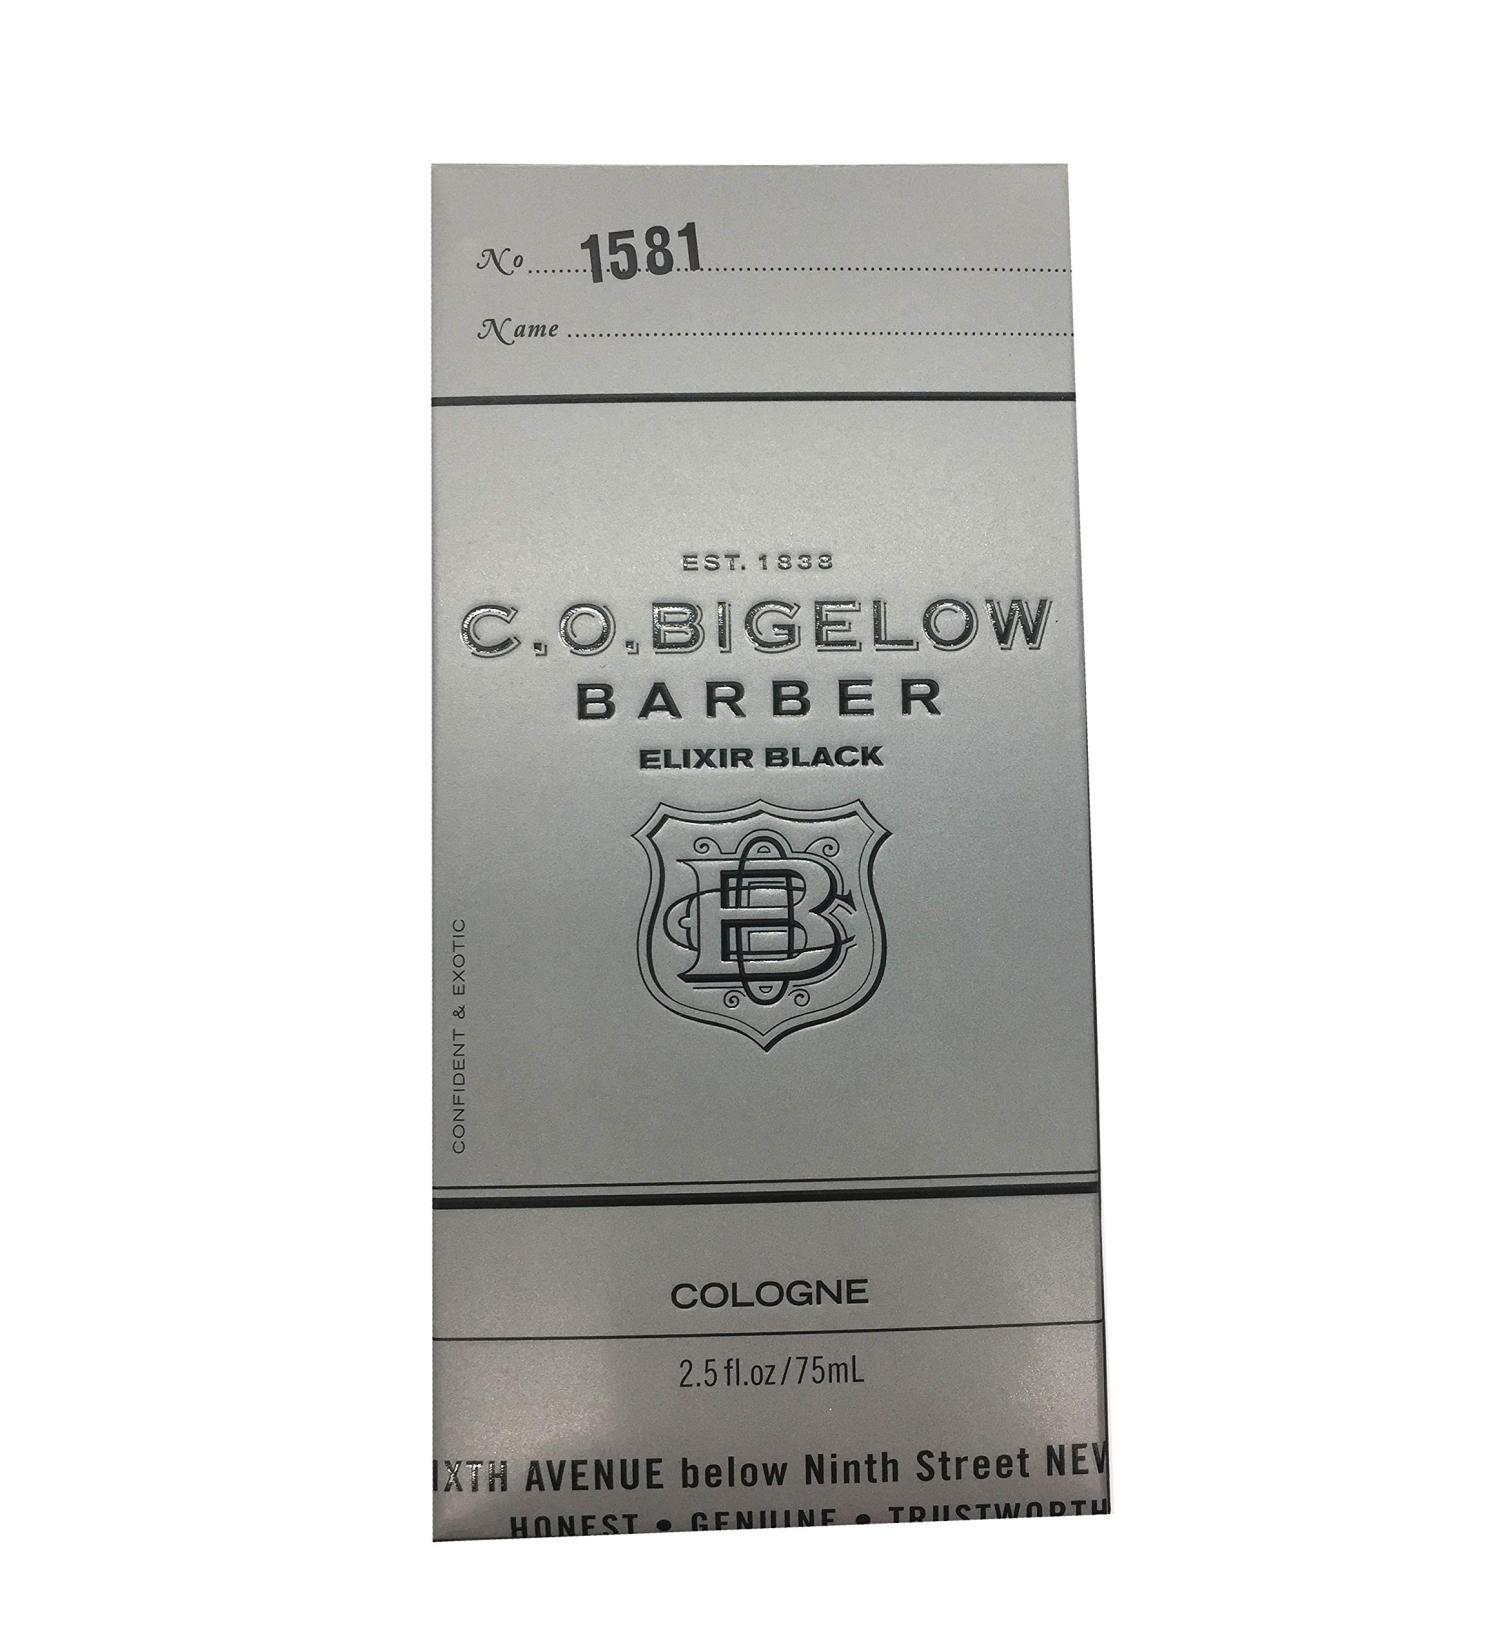 No 1581
Name
EST. 1838
C.O.BIGELOW
BARBER
ELIXIR BLACK
CONFIDENT & EXOTIC
COLOGNE
2.5 fl.oz/75mL
IXTH AVENUE below Ninth Street NEW
HONEST • GENUINE • TRUSTWORTH